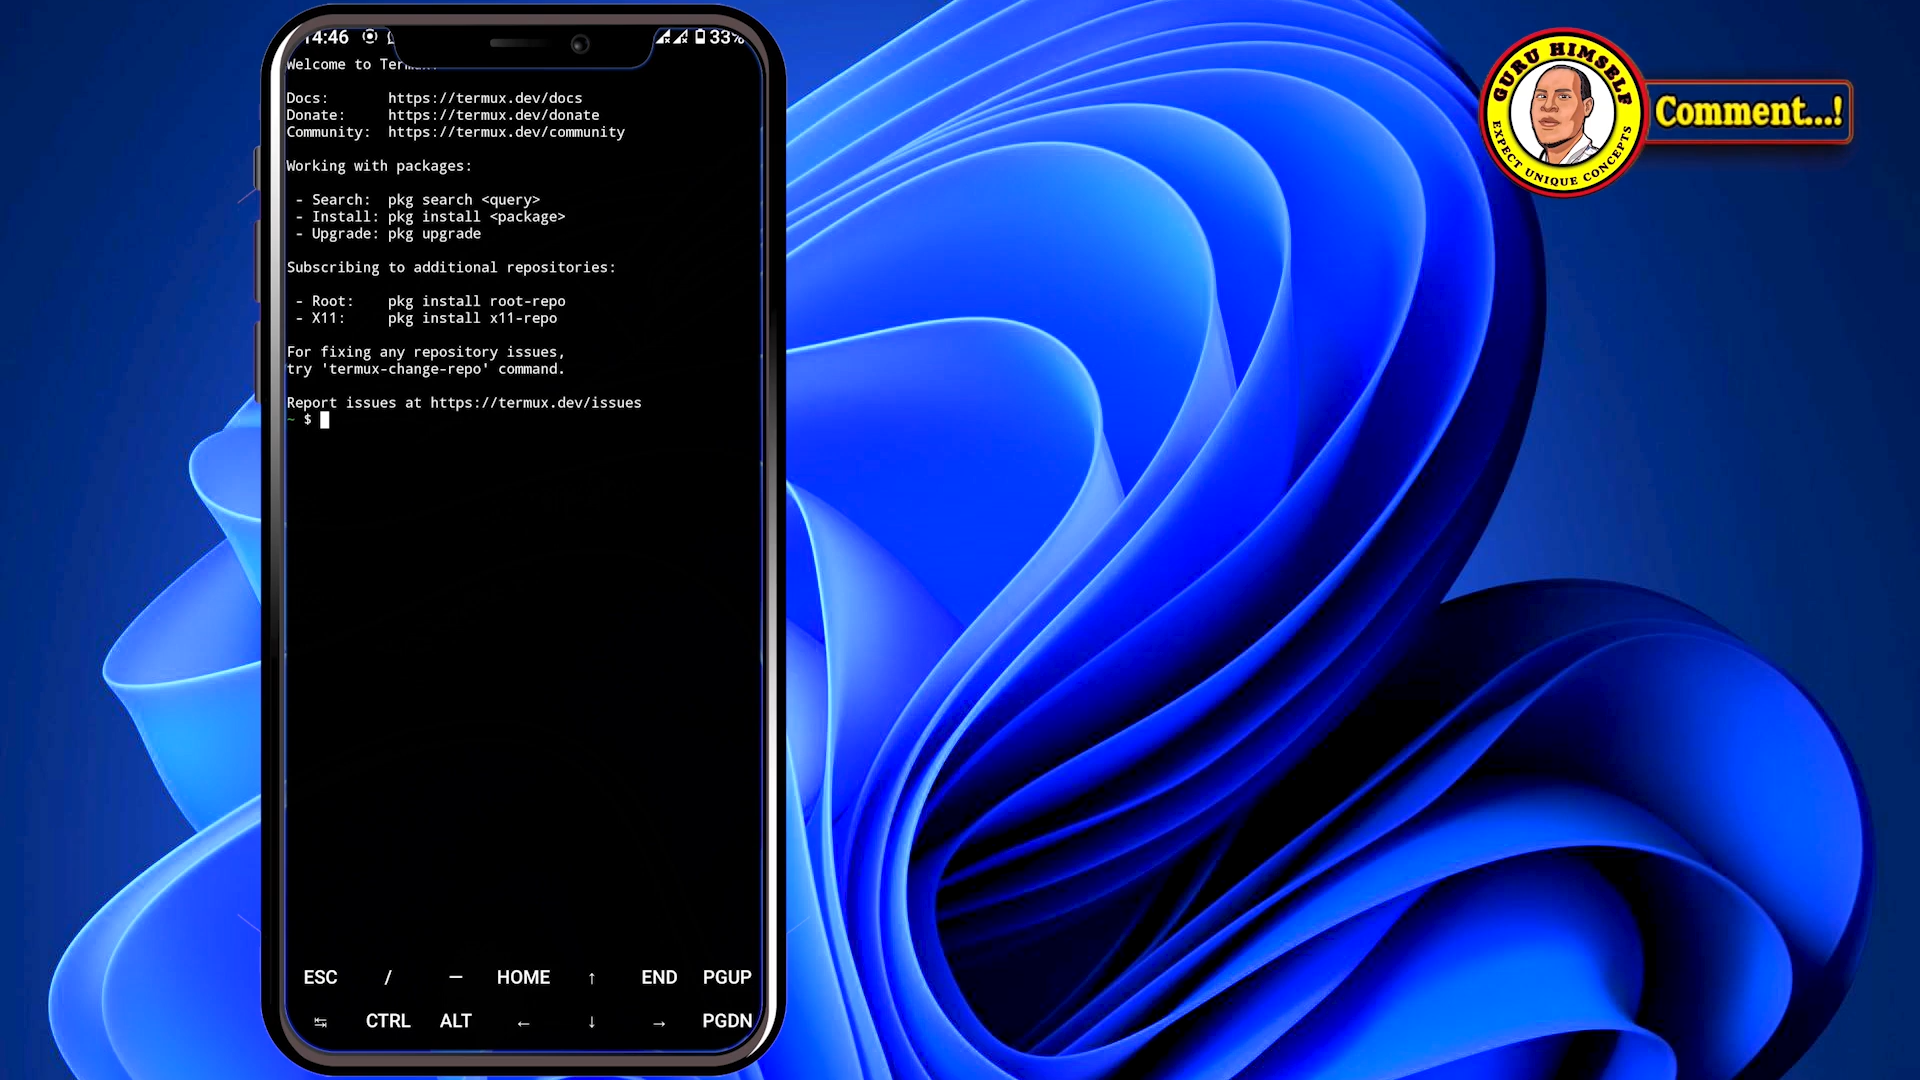 14:46 33%
Welcome to Termux!
Docs: https://termux.dev/docs
Donate: https://termux.dev/donate
Community: https://termux.dev/community
Working with packages:
- Search: pkg search <query>
- Install: pkg install <package>
- Upgrade: pkg upgrade
Subscribing to additional repositories:
- Root: pkg install root-repo
- X11: pkg install x11-repo
For fixing any repository issues,
try 'termux-change-repo' command.
Report issues at https://termux.dev/issues
~ $
ESC / — HOME ↑ END PGUP
↹ CTRL ALT ← ↓ → PGDN
GURU HIMSELF
EXPECT UNIQUE CONCEPTS
Comment...!